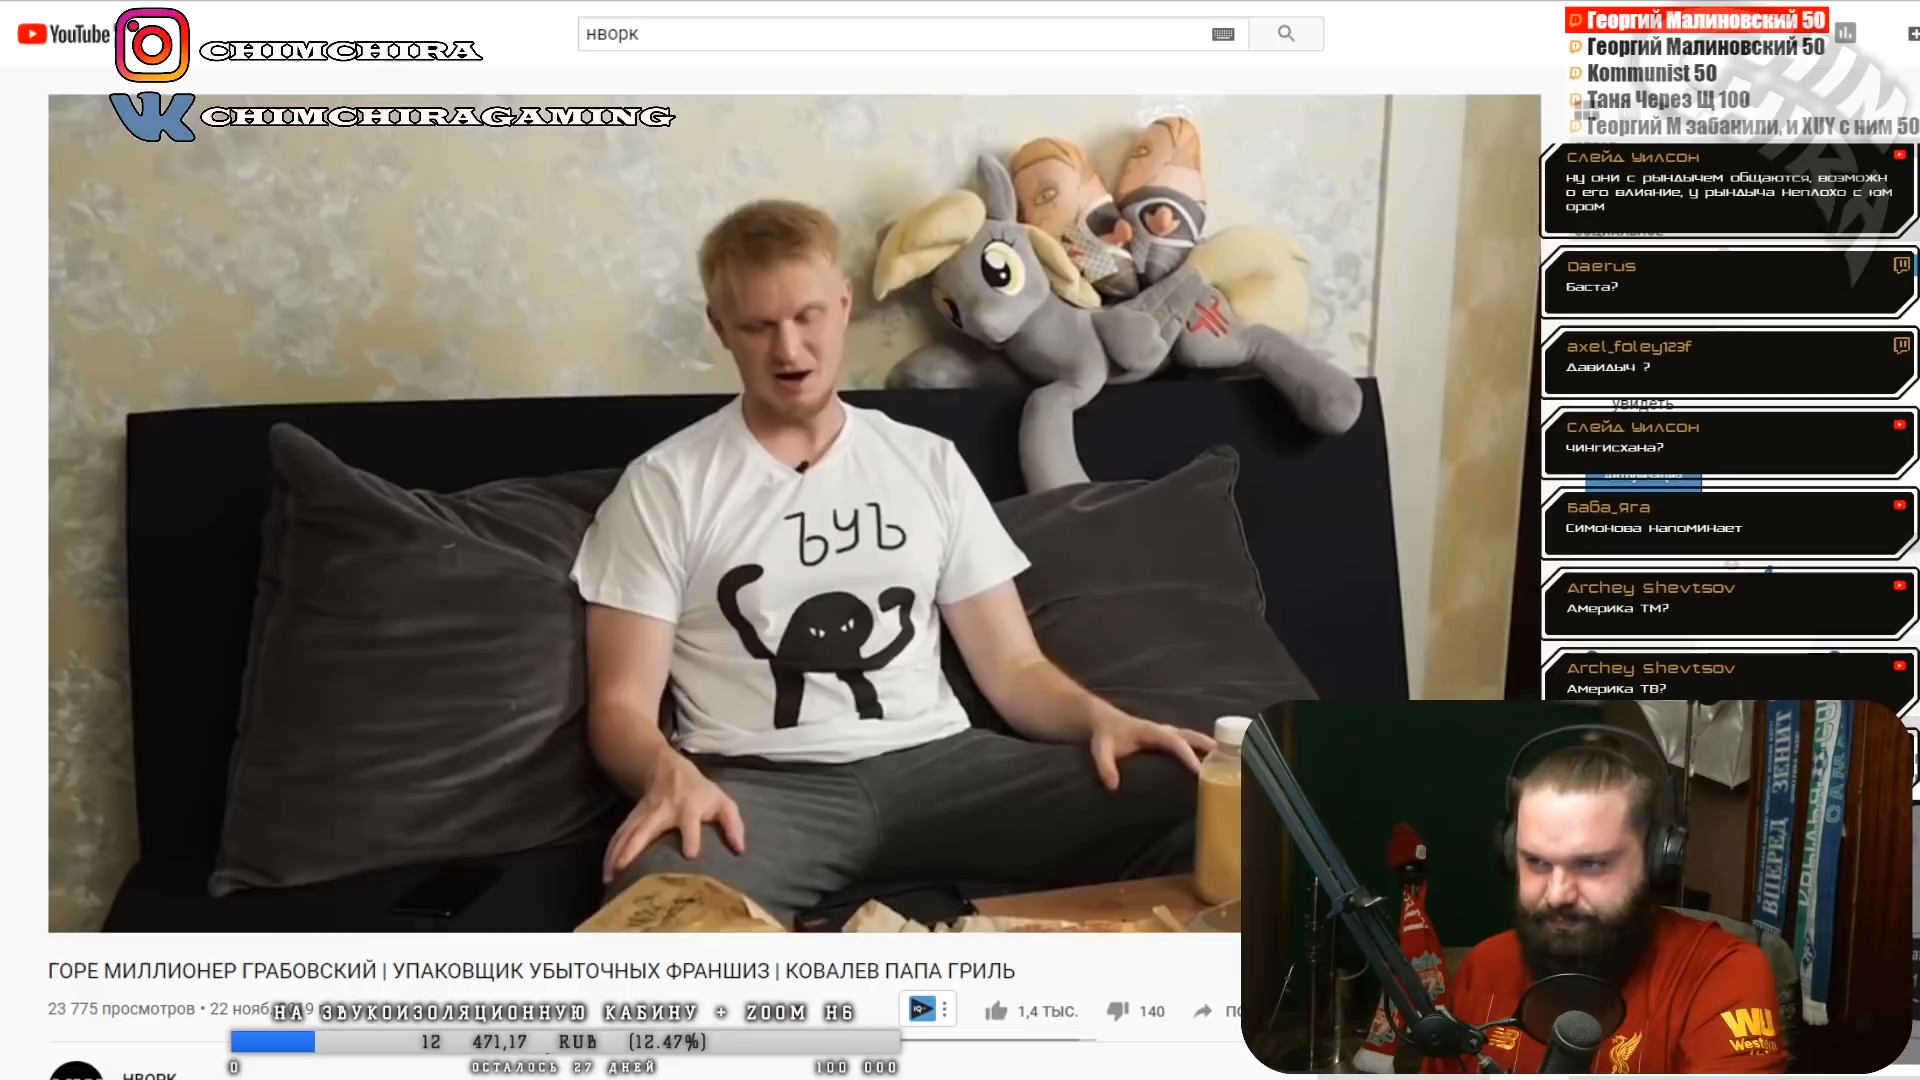 YouTube
CHIMCHIRA
нворк
CHIMCHIRAGAMING
Георгий Малиновский 50
Георгий Малиновский 50
Kommunist 50
Таня Через Щ 100
Георгий М забанили, и XUY с ним 50
Слейд Уилсон
ну они с рындычем общаются, возможн
о его влияние, у рындыча неплохо с юм
ором
Daerus
Баста?
axel_foley123f
Давидыч ?
увидеть
Слейд Уилсон
чингисхана?
Баба_Яга
Симонова напоминает
Archey Shevtsov
Америка ТМ?
Archey Shevtsov
Америка ТВ?
ЪУЪ
ВПЕРЕД ЗЕНИТ
WU
Western
ГОРЕ МИЛЛИОНЕР ГРАБОВСКИЙ | УПАКОВЩИК УБЫТОЧНЫХ ФРАНШИЗ | КОВАЛЕВ ПАПА ГРИЛЬ
23 775 просмотров • 22 нояб
1,4 ТЫС.
140
НА ЗВУКОИЗОЛЯЦИОННУЮ КАБИНУ + ZOOM H6
12 471,17 RUB (12.47%)
0
ОСТАЛОСЬ 27 ДНЕЙ
100 000
НВОРК